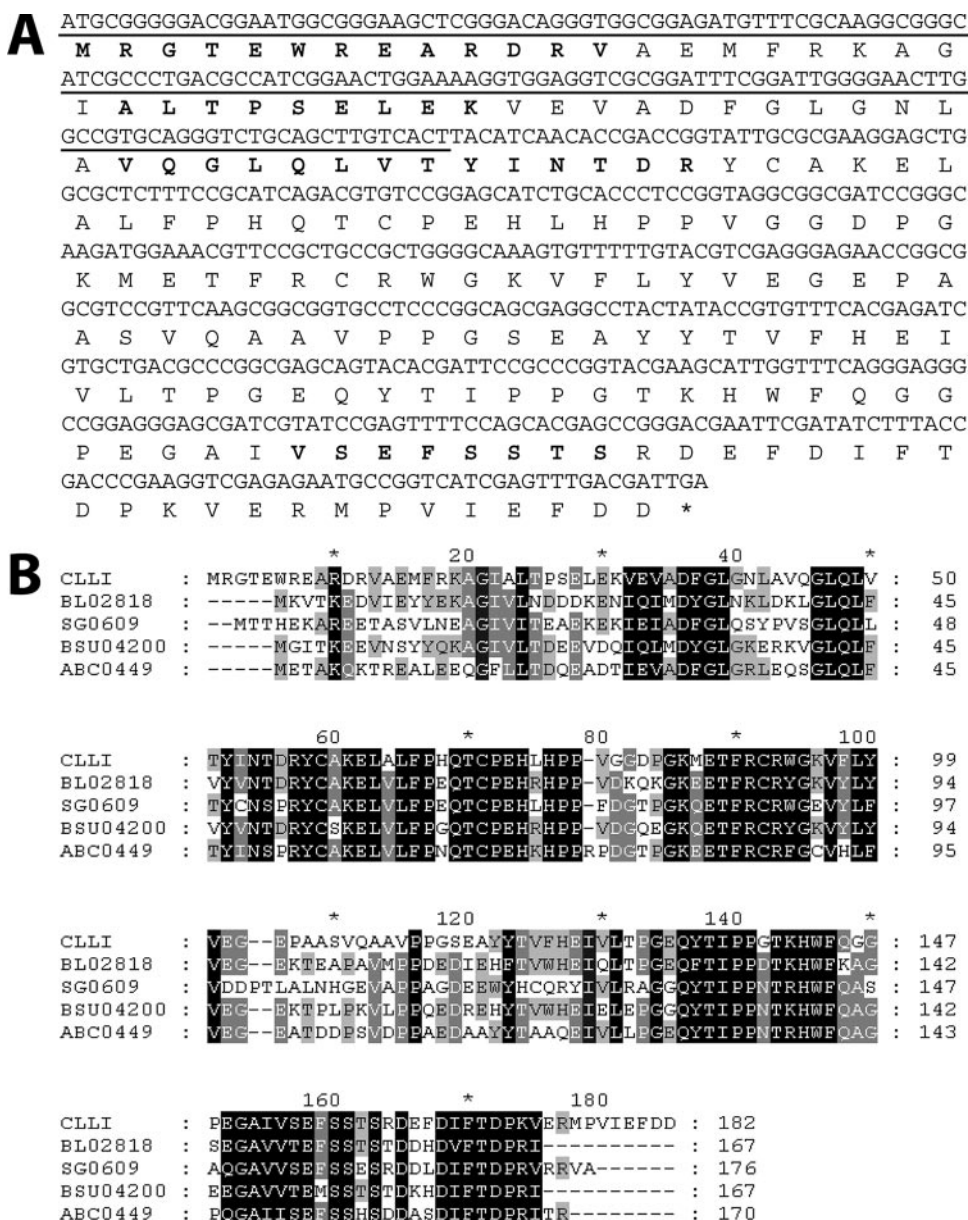 A
ATGCGGGGGACGGAATGGCGGGAAGCTCGGGACAGGGTGGCGGAGATGTTTCGCAAGGCGGGC
M R G T E W R E A R D R V A E M F R K A G
ATCGCCCTGACGCCATCGGAACTGGAAAAGGTGGAGGTCGCGGATTTCGGATTGGGGAACTTG
I A L T P S E L E K V E V A D F G L G N L
GCCGTGCAGGGTCTGCAGCTTGTCACTTACATCAACACCGACCGGTATTGCGCGAAGGAGCTG
A V Q G L Q L V T Y I N T D R Y C A K E L
GCGCTCTTTCCGCATCAGACGTGTCCGGAGCATCTGCACCCTCCGGTAGGCGGCGATCCGGGC
A L F P H Q T C P E H L H P P V G G D P G
AAGATGGAAACGTTCCGCTGCCGCTGGGGCAAAGTGTTTTTGTACGTCGAGGGAGAACCGGCG
K M E T F R C R W G K V F L Y V E G E P A
GCGTCCGTTCAAGCGGCGGTGCCTCCCGGCAGCGAGGCCTACTATACCGTGTTTCACGAGATC
A S V Q A A V P P G S E A Y Y T V F H E I
GTGCTGACGCCCGGCGAGCAGTACACGATTCCGCCCGGTACGAAGCATTGGTTTCAGGGAGGG
V L T P G E Q Y T I P P G T K H W F Q G G
CCGGAGGGAGCGATCGTATCCGAGTTTTCCAGCACGAGCCGGGACGAATTCGATATCTTTACC
P E G A I V S E F S S T S R D E F D I F T
GACCCGAAGGTCGAGAGAATGCCGGTCATCGAGTTTGACGATTGA
D P K V E R M P V I E F D D *
B
* 20 * 40 *
CLLI : MRGTEWREARDRVAEMFRKAGIALTPSELEKVEVADFGLGNLAVQGLQLV : 50
BL02818 : -----MKVTKEDVIEYYEKAGIVLNDDDKENIQIMDYGLNKLDKLGLQLF : 45
SG0609 : --MTTHEKAREETASVLNEAGIVITEAEKEKIEIADFGLQSYPVSGLQLL : 48
BSU04200 : -----MGITKEEVNSYYQKAGIVLTDEEVDQIQLMDYGLGKERKVGLQLF : 45
ABC0449 : -----METAKQKTREALEEQGFLLTDQEADTIEVADFGLGRLEQSGLQLF : 45
60 * 80 * 100
CLLI : TYINTDRYCAKELALFPHQTCPEHLHPP-VGGDPGKMETFRCRWGKVFLY : 99
BL02818 : VYVNTDRYCAKELVLFPEQTCPEHRHPP-VDKQKGKEETFRCRYGKVYLY : 94
SG0609 : TYCNSPRYCAKELVLFPEQTCPEHLHPP-FDGTPGKQETFRCRWGEVYLF : 97
BSU04200 : VYVNTDRYCSKELVLFPGQTCPEHRHPP-VDGQEGKQETFRCRYGKVYLY : 94
ABC0449 : TYINSPRYCAKELVLFPNQTCPEHKHPPRPDGTPGKEETFRCRFGCVHLF : 95
* 120 * 140 *
CLLI : VEG--EPAASVQAAVPPGSEAYYTVFHEIVLTPGEQYTIPPGTKHWFQGG : 147
BL02818 : VEG--EKTEAPAVMPPDEDIEHFTVWHEIQLTPGEQFTIPPDTKHWFKAG : 142
SG0609 : VDDPTLALNHGEVAPPAGDEEWYHCQRYIVLRAGGQYTIPPNTRHWFQAS : 147
BSU04200 : VEG--EKTPLPKVLPPQEDREHYTVWHEIELEPGGQYTIPPNTKHWFQAG : 142
ABC0449 : VEG--EATDDPSVDPPAEDAAYYTAAQEIVLLPGEQYTIPPNTRHWFQAG : 143
160 * 180
CLLI : PEGAIVSEFSSTSRDEFDIFTDPKVERMPVIEFDD : 182
BL02818 : SEGAVVTEFSSTSTDDHDVFTDPRI---------- : 167
SG0609 : AQGAVVSEFSSESRDDLDIFTDPRVRRVA------ : 176
BSU04200 : EEGAVVTEMSSTSTDKHDIFTDPRI---------- : 167
ABC0449 : PQGAIISEFSSHSDDASDIFTDPRITR-------- : 170